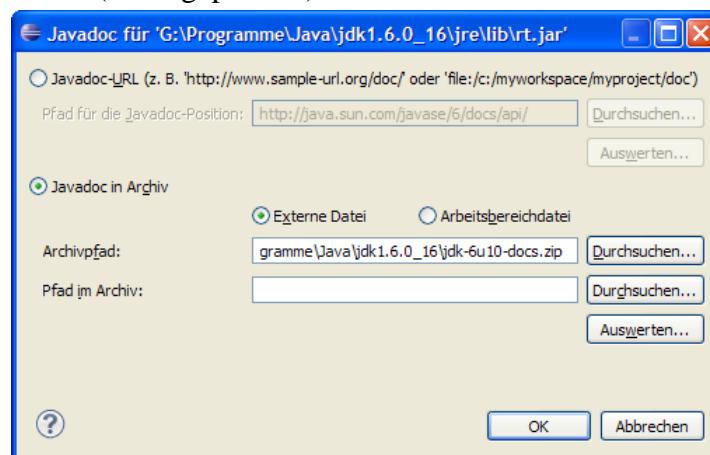 Javadoc für 'G:\Programme\Java\jdk1.6.0_16\jre\lib\rt.jar'
Javadoc-URL (z. B. 'http://www.sample-url.org/doc/' oder 'file:/c:/myworkspace/myproject/doc')
Pfad für die Javadoc-Position: http://java.sun.com/javase/6/docs/api/ Durchsuchen...
Auswerten...
Javadoc in Archiv
Externe Datei Arbeitsbereichdatei
Archivpfad: gramme\Java\jdk1.6.0_16\jdk-6u10-docs.zip Durchsuchen...
Pfad im Archiv: Durchsuchen...
Auswerten...
? OK Abbrechen